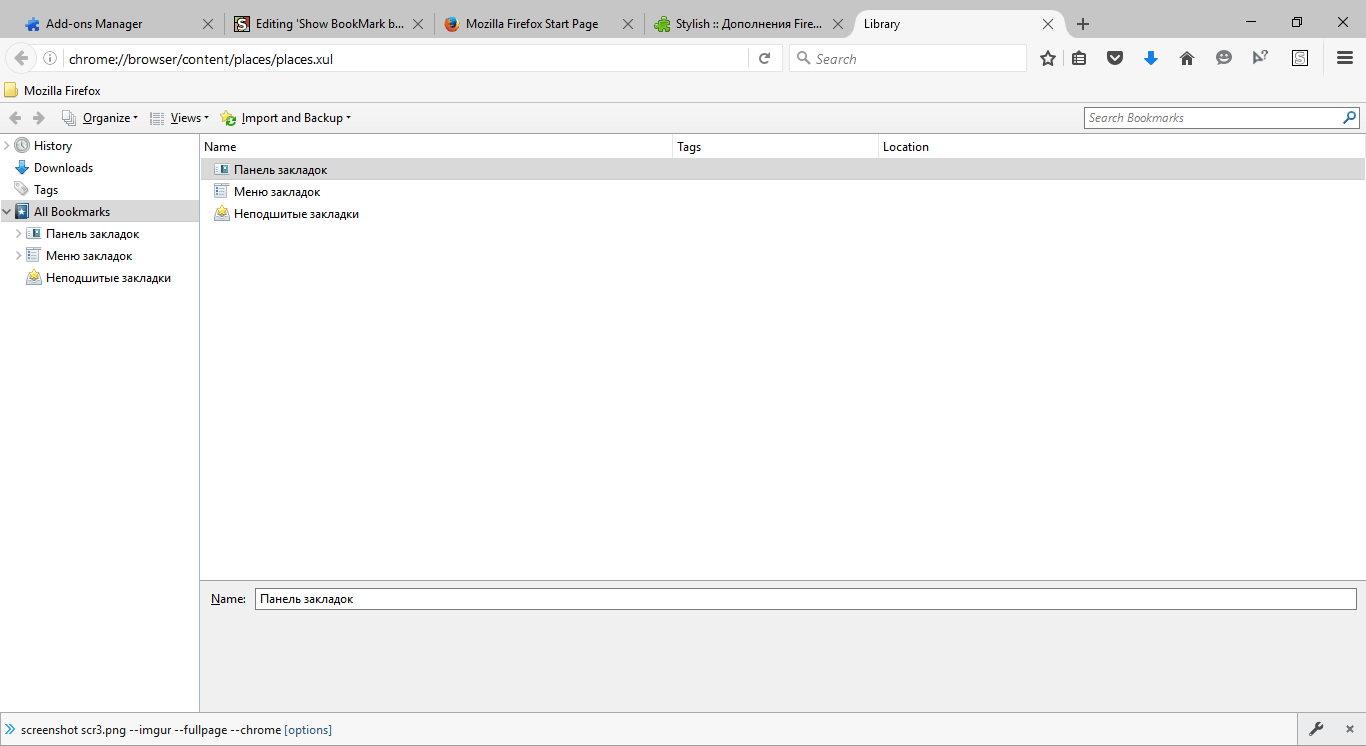 Add-ons Manager
Editing 'Show BookMark b...
Mozilla Firefox Start Page
Stylish :: Дополнения Fire...
Library
chrome://browser/content/places/places.xul
Search
Mozilla Firefox
Organize
Views
Import and Backup
Search Bookmarks
History
Downloads
Tags
All Bookmarks
Панель закладок
Меню закладок
Неподшитые закладки
Name Tags Location
Панель закладок
Меню закладок
Неподшитые закладки
Name: Панель закладок
screenshot scr3.png --imgur --fullpage --chrome [options]